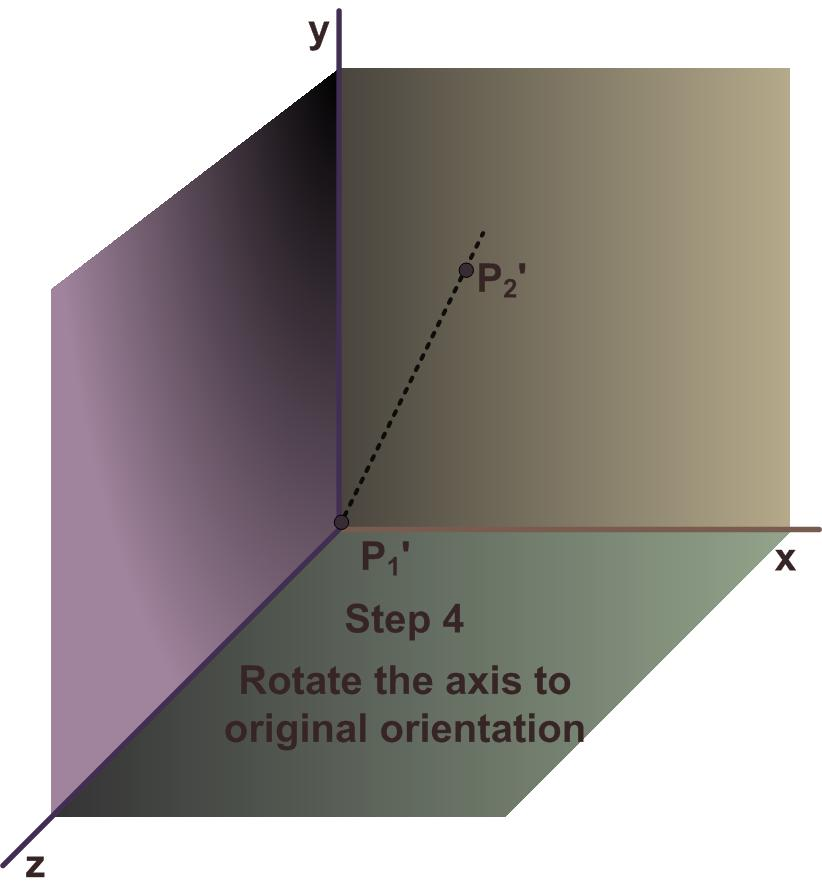 y
P₂'
P₁'
x
Step 4
Rotate the axis to
original orientation
z